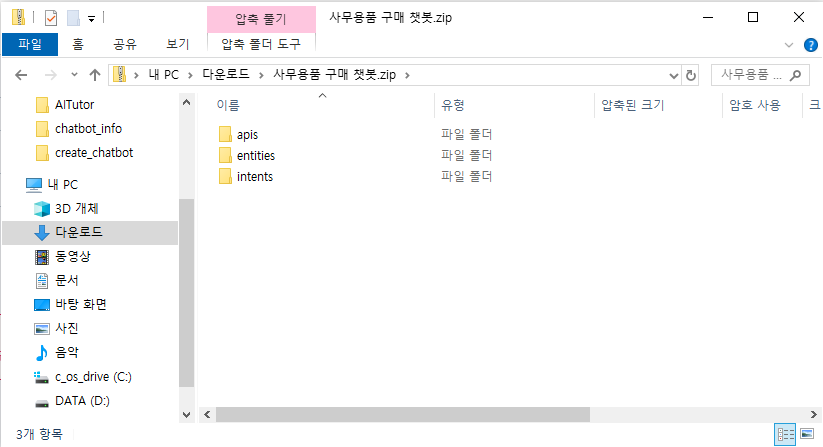 압축 풀기 사무용품 구매 챗봇.zip
파일 홈 공유 보기 압축 폴더 도구
내 PC 다운로드 사무용품 구매 챗봇.zip 사무용품 ...
이름 유형 압축된 크기 암호 사용 크
AITutor
chatbot_info
create_chatbot
내 PC
3D 개체
다운로드
동영상
문서
바탕 화면
사진
음악
c_os_drive (C:)
DATA (D:)
apis 파일 폴더
entities 파일 폴더
intents 파일 폴더
3개 항목